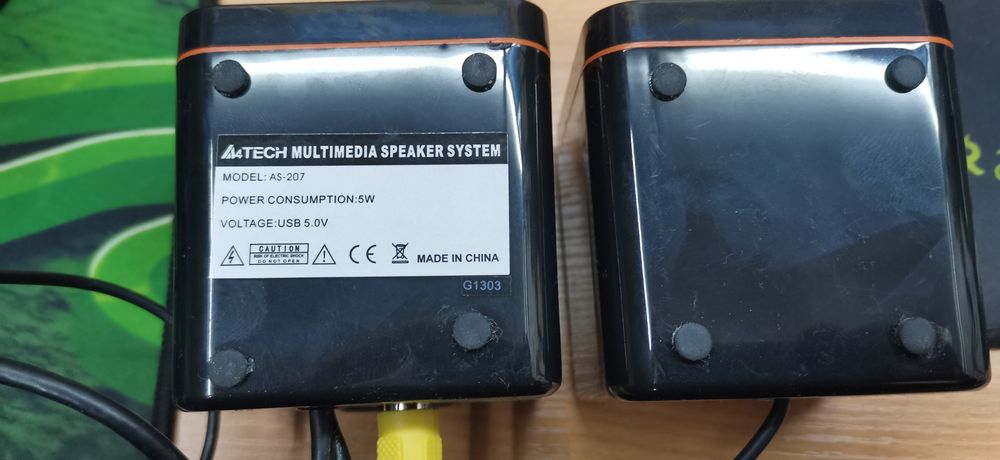 A4TECH MULTIMEDIA SPEAKER SYSTEM
MODEL: AS-207
POWER CONSUMPTION:5W
VOLTAGE:USB 5.0V
CAUTION
RISK OF ELECTRIC SHOCK
DO NOT OPEN
CE
MADE IN CHINA
G1303